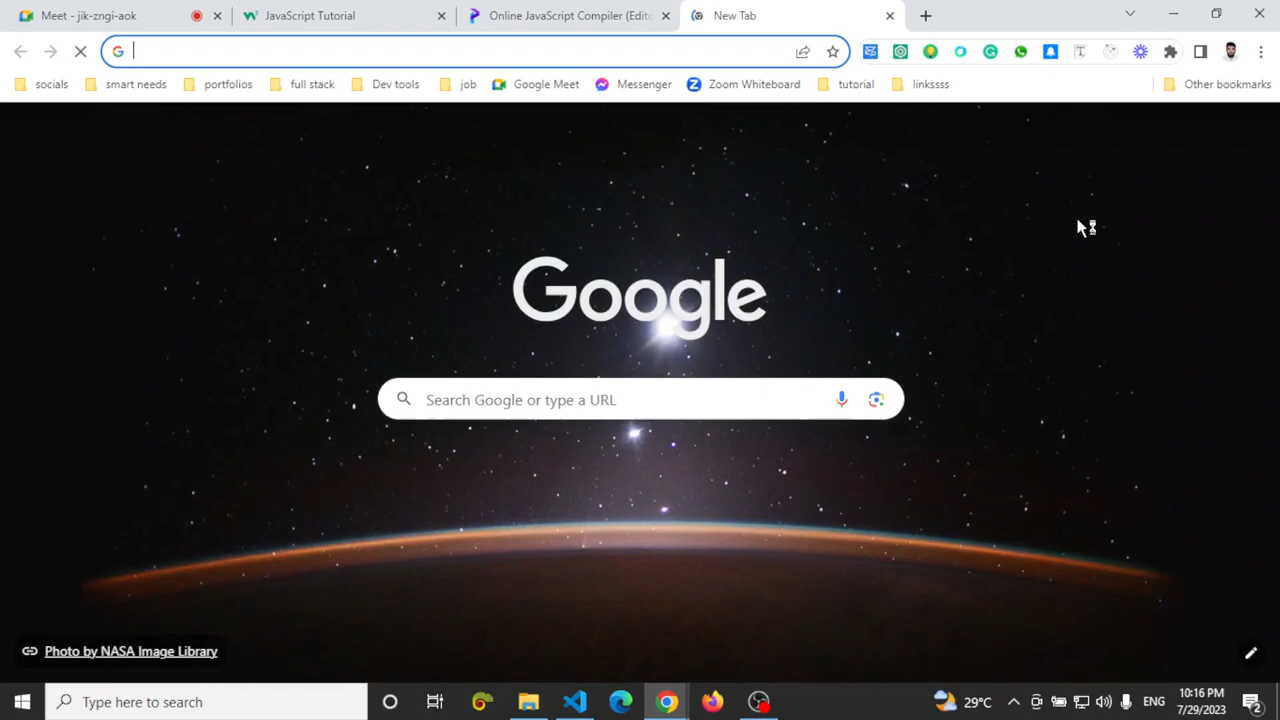 Meet - jik-zngi-aok
JavaScript Tutorial
Online JavaScript Compiler (Edito
New Tab
socials
smart needs
portfolios
full stack
Dev tools
job
Google Meet
Messenger
Zoom Whiteboard
tutorial
linkssss
Other bookmarks
Google
Search Google or type a URL
Photo by NASA Image Library
Type here to search
29°C
ENG
10:16 PM
7/29/2023
2